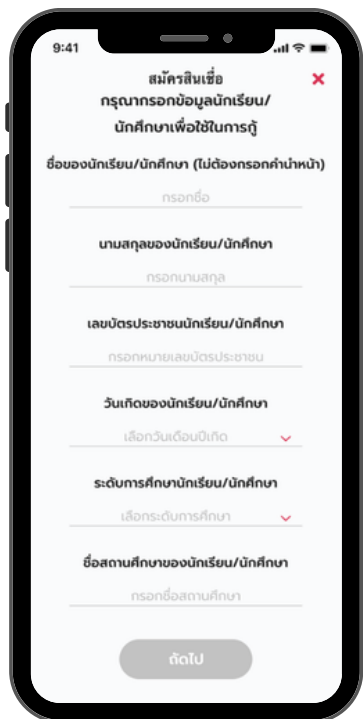 9:41
สมัครสินเชื่อ
กรุณากรอกข้อมูลนักเรียน/
นักศึกษาเพื่อใช้ในการกู้
ชื่อของนักเรียน/นักศึกษา (ไม่ต้องกรอกคำนำหน้า)
กรอกชื่อ
นามสกุลของนักเรียน/นักศึกษา
กรอกนามสกุล
เลขบัตรประชาชนนักเรียน/นักศึกษา
กรอกหมายเลขบัตรประชาชน
วันเกิดของนักเรียน/นักศึกษา
เลือกวันเดือนปีเกิด
ระดับการศึกษานักเรียน/นักศึกษา
เลือกระดับการศึกษา
ชื่อสถานศึกษาของนักเรียน/นักศึกษา
กรอกชื่อสถานศึกษา
ถัดไป